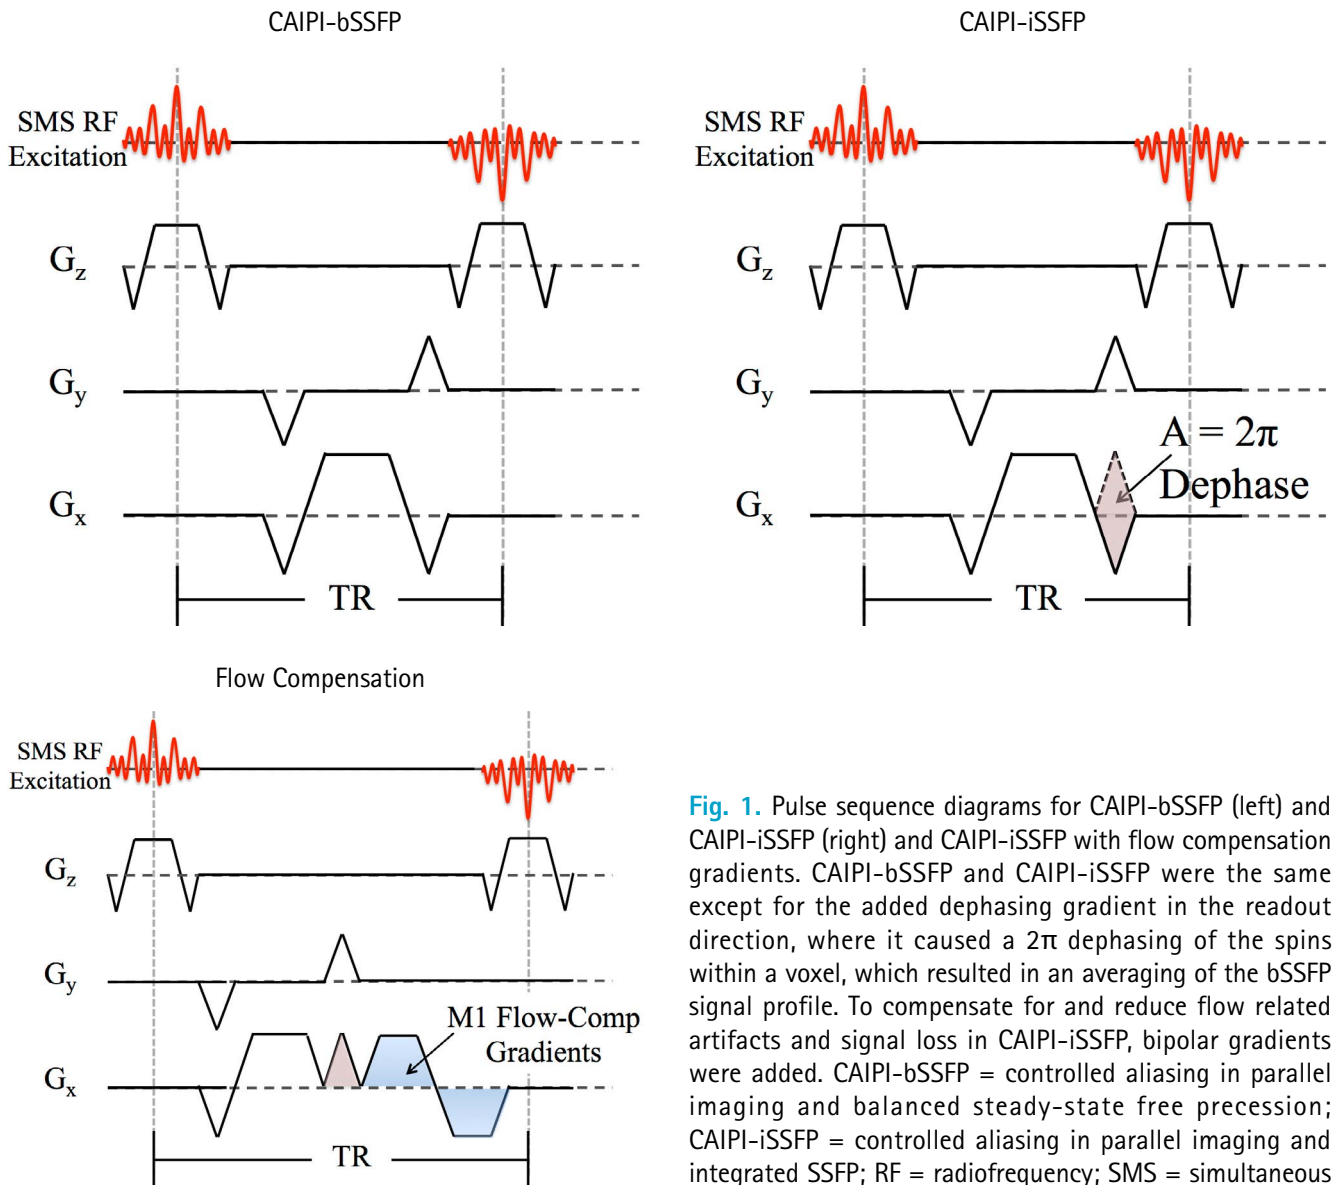 CAIPI-bSSFP
SMS RF
Excitation
Gz
Gy
Gx
TR
CAIPI-iSSFP
SMS RF
Excitation
Gz
Gy
A = 2π
Dephase
Gx
TR
Flow Compensation
SMS RF
Excitation
Gz
Gy
M1 Flow-Comp
Gradients
Gx
TR
Fig. 1. Pulse sequence diagrams for CAIPI-bSSFP (left) and
CAIPI-iSSFP (right) and CAIPI-iSSFP with flow compensation
gradients. CAIPI-bSSFP and CAIPI-iSSFP were the same
except for the added dephasing gradient in the readout
direction, where it caused a 2π dephasing of the spins
within a voxel, which resulted in an averaging of the bSSFP
signal profile. To compensate for and reduce flow related
artifacts and signal loss in CAIPI-iSSFP, bipolar gradients
were added. CAIPI-bSSFP = controlled aliasing in parallel
imaging and balanced steady-state free precession;
CAIPI-iSSFP = controlled aliasing in parallel imaging and
integrated SSFP; RF = radiofrequency; SMS = simultaneous